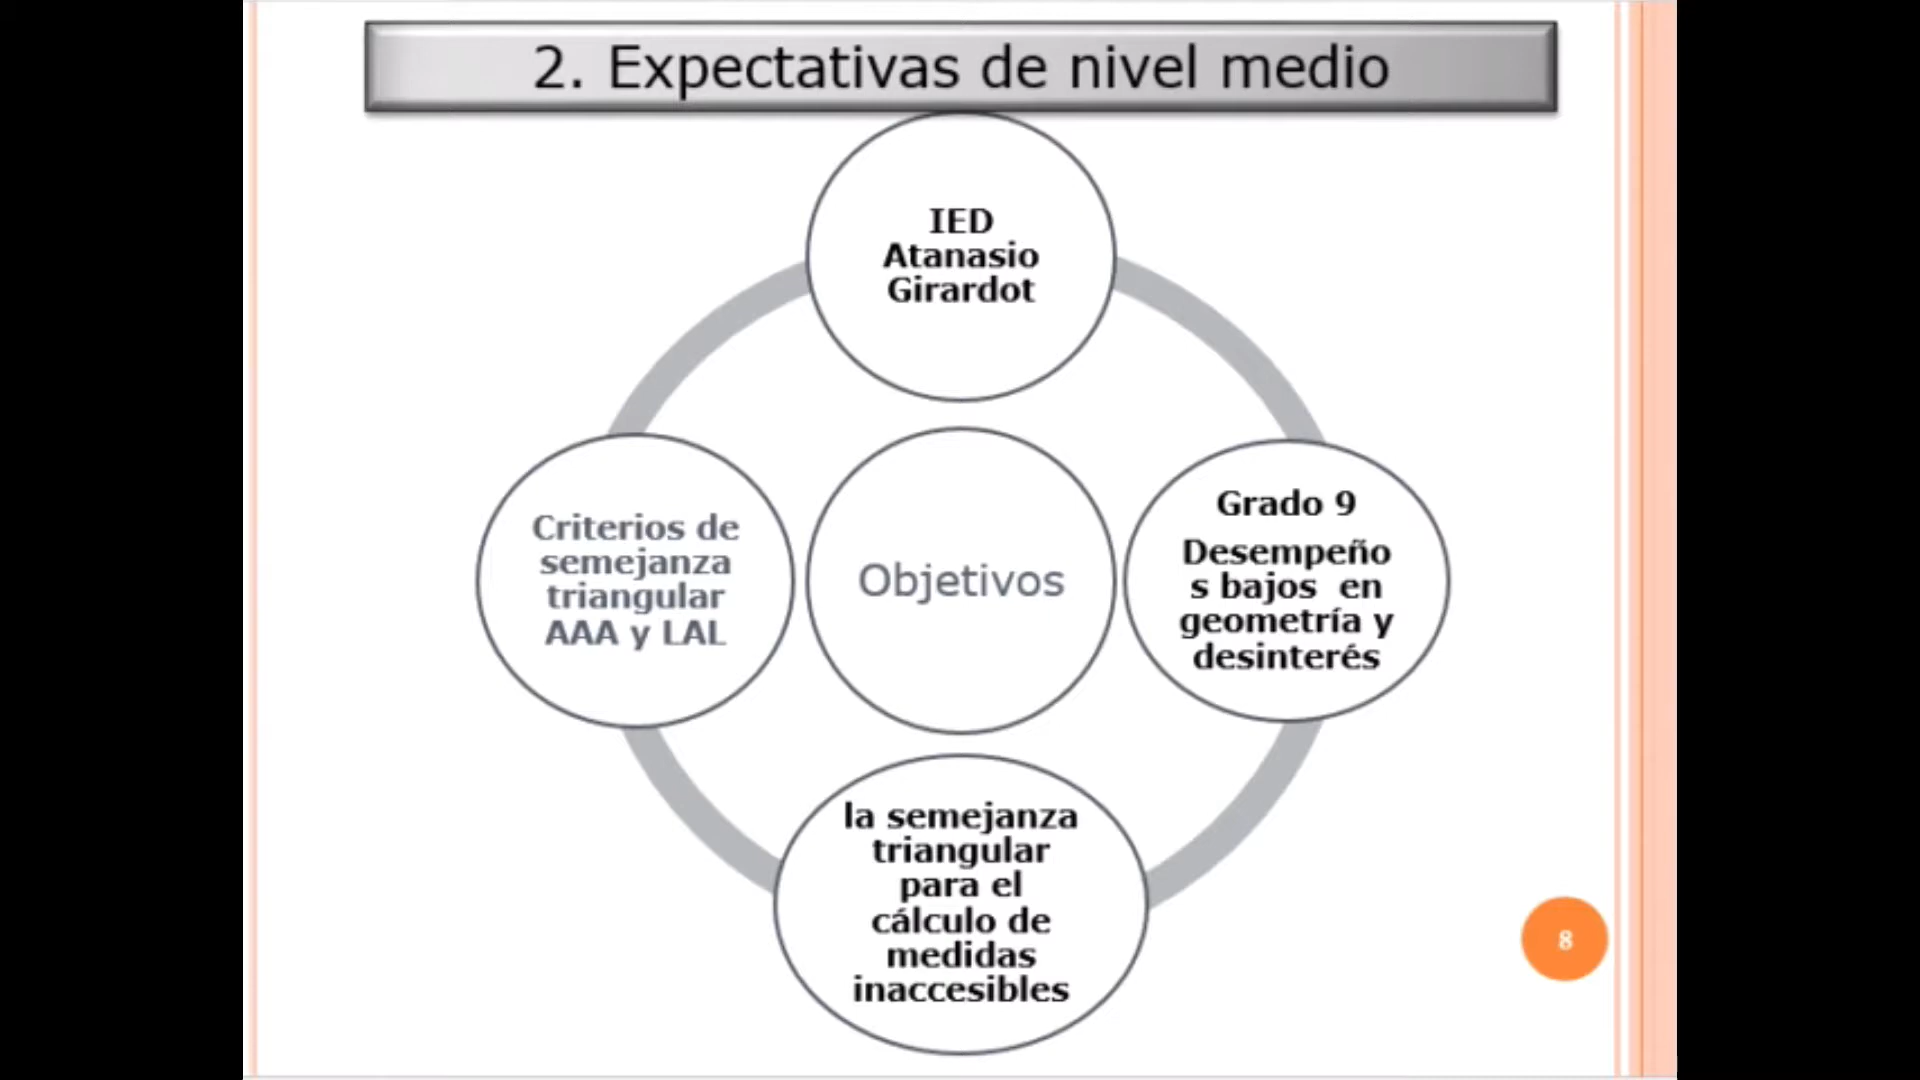 2. Expectativas de nivel medio
IED
Atanasio
Girardot
Criterios de
semejanza
triangular
AAA y LAL
Objetivos
Grado 9
Desempeño
s bajos  en
geometría y
desinterés
la semejanza
triangular
para el
cálculo de
medidas
inaccesibles
8